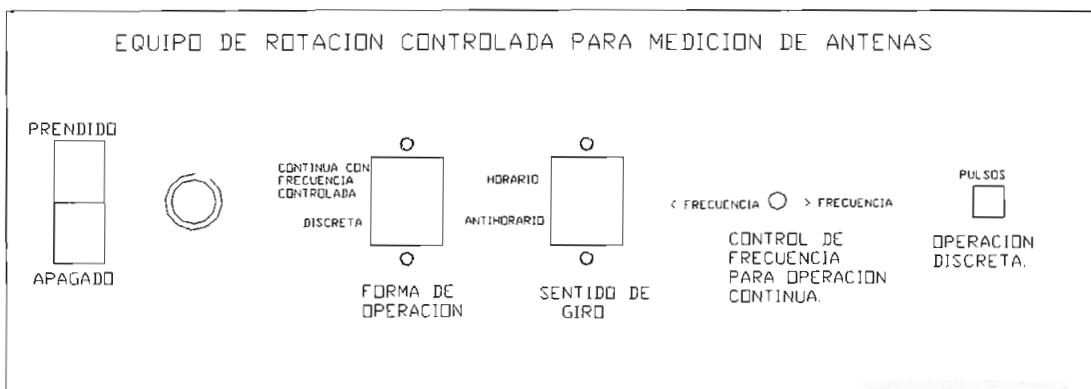 EQUIPO DE ROTACION CONTROLADA PARA MEDICION DE ANTENAS
PRENDIDO
APAGADO
CONTINUA CON
FRECUENCIA
CONTROLADA
DISCRETA
FORMA DE
OPERACION
HORARIO
ANTIHORARIO
SENTIDO DE
GIRO
< FRECUENCIA
> FRECUENCIA
CONTROL DE
FRECUENCIA
PARA OPERACION
CONTINUA.
PULSOS
OPERACION
DISCRETA.